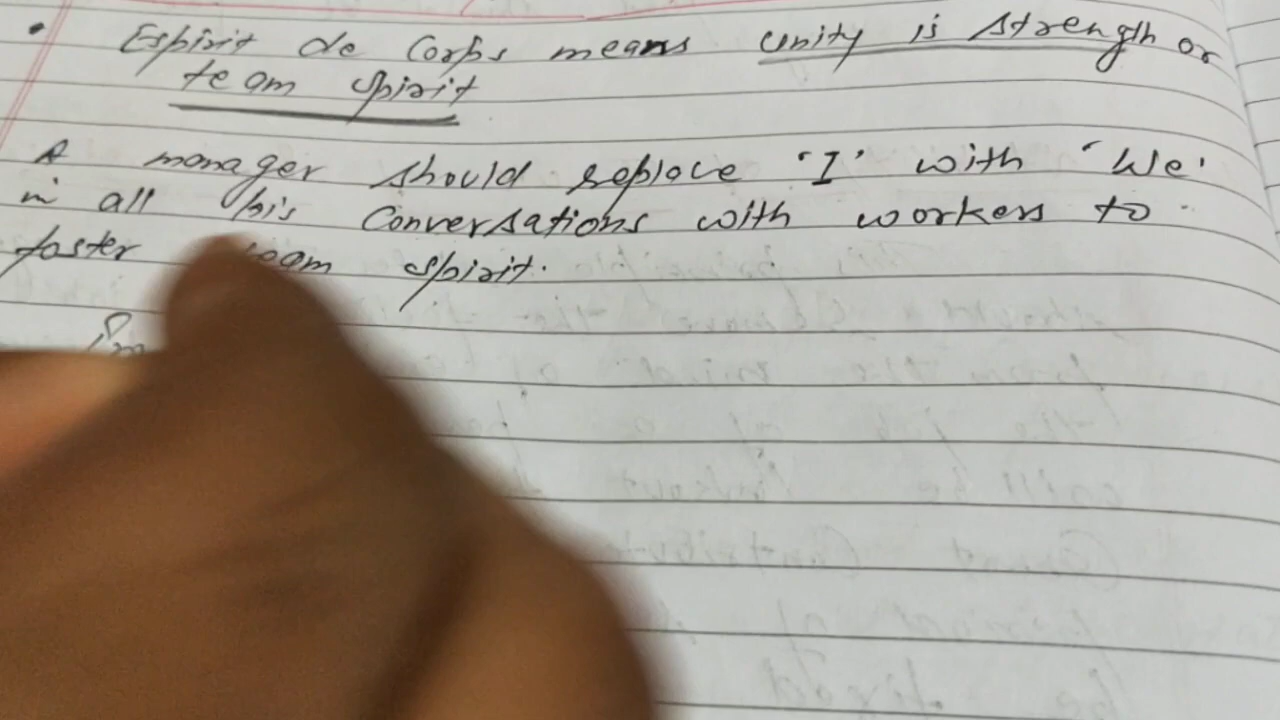 • Espirit de Corps means unity is strength or
team spirit
A manager should replace 'I' with 'We'
in all his Conversations with workers to
foster team spirit.